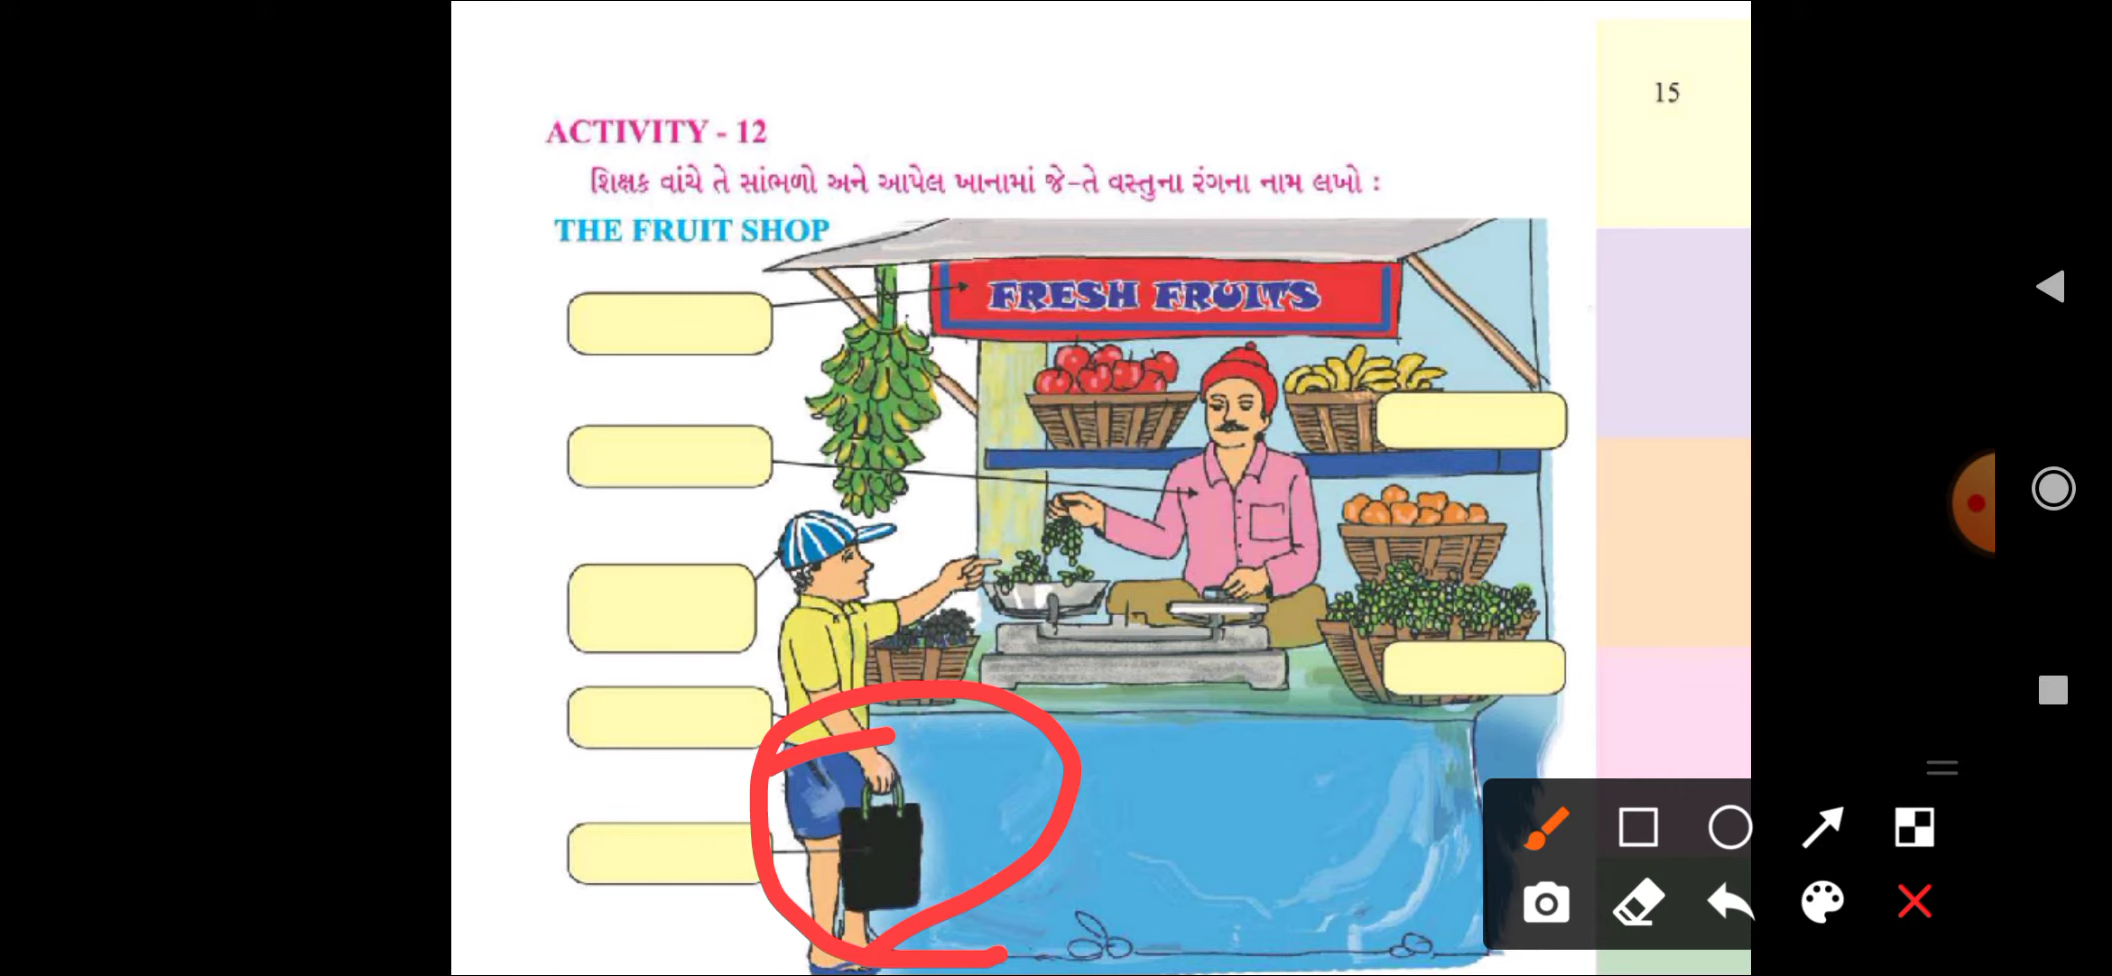 15
ACTIVITY - 12
શિક્ષક વાંચે તે સાંભળો અને આપેલ ખાનામાં જે-તે વસ્તુના રંગના નામ લખો :
THE FRUIT SHOP
FRESH FRUITS